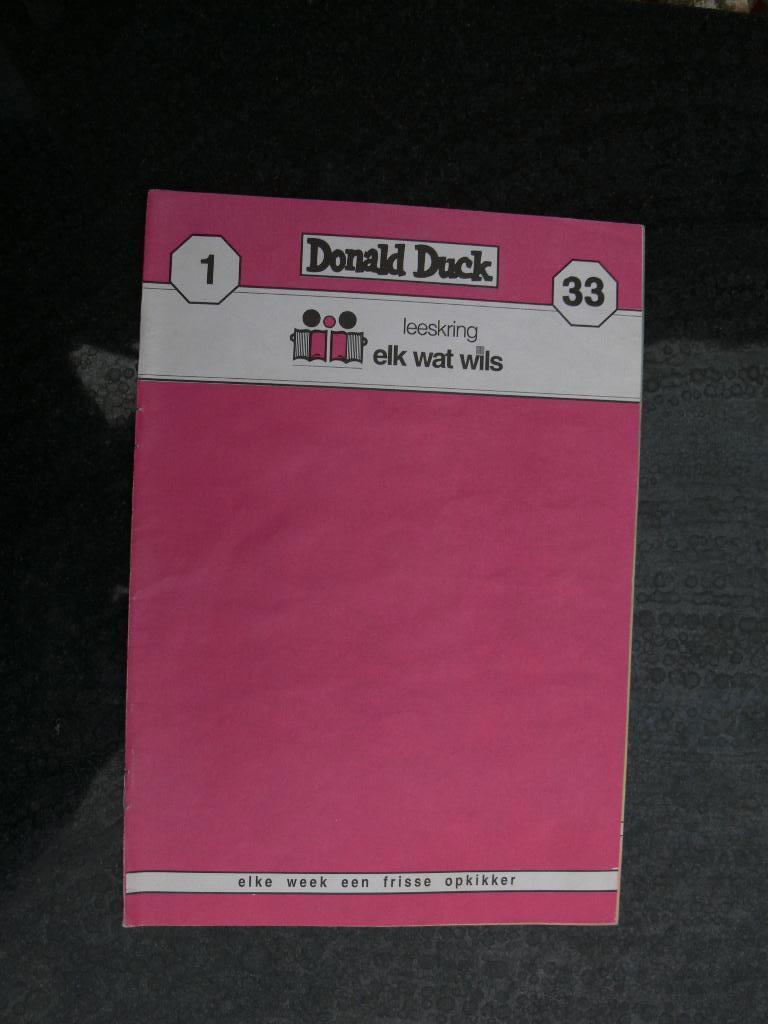 1
Donald Duck
33
leeskring
elk wat wils
elke week een frisse opkikker